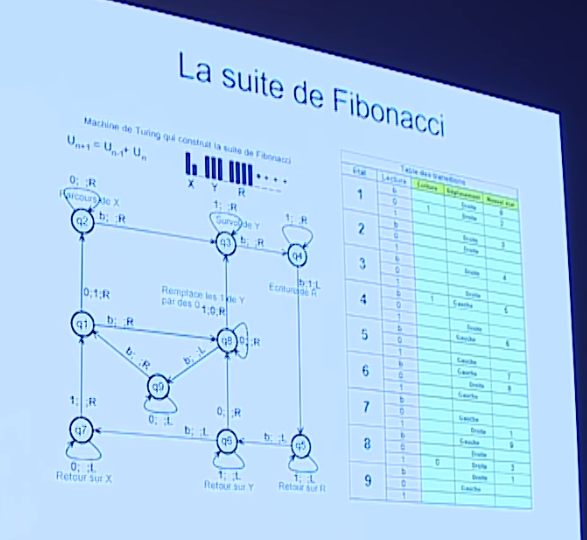 La suite de Fibonacci
Machine de Turing qui construit la suite de Fibonacci
Un+1 = Un-1+ Un
X Y R
0; ;R
Parcours de X
q2
b; ;R
1; ;R
Survol de Y
q3
b; ;R
1; ;R
q4
b;1;L
Ecriture de R
0;1;R
Remplace les 1 de Y
par des 0
1;0;R
q1
b; ;R
q8
0; ;R
b; ;R
b; ;L
q9
0; ;L
1; ;R
0; ;R
q7
b; ;L
q6
b; ;L
q5
0; ;L
Retour sur X
1; ;L
Retour sur Y
1; ;L
Retour sur R
Table des transitions
Etat Lecture Ecriture Déplacement Nouvel état
1
b Droite 8
0 1 Droite 2
1
2
b Droite 3
0 Droite
1
3
b Droite 4
0
1 Droite
4
b 1 Gauche 5
0
1 Droite
5
b Gauche 6
0
1 Gauche
6
b Gauche 7
0 Droite 8
1 Gauche
7
b
0 Gauche
1 Droite
8
b Gauche 9
0 Droite
1 0 Droite 3
9
b Droite 1
0 Gauche
1